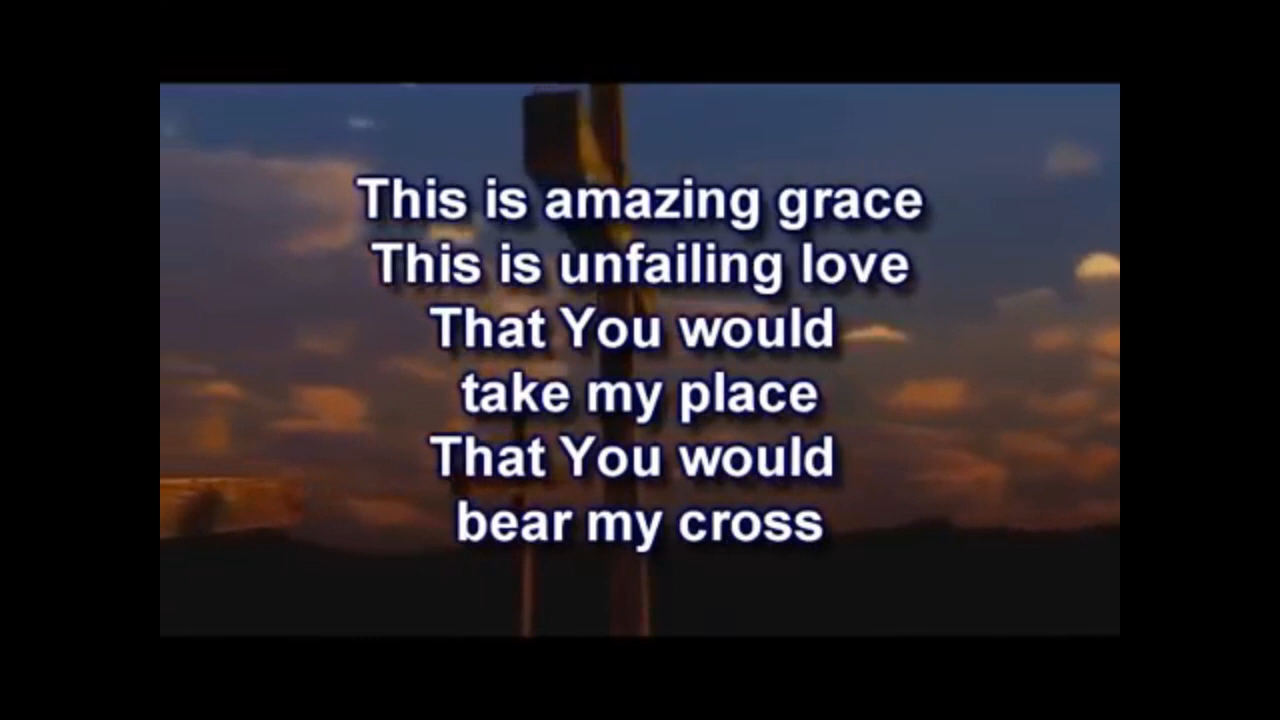 This is amazing grace
This is unfailing love
That You would
take my place
That You would
bear my cross